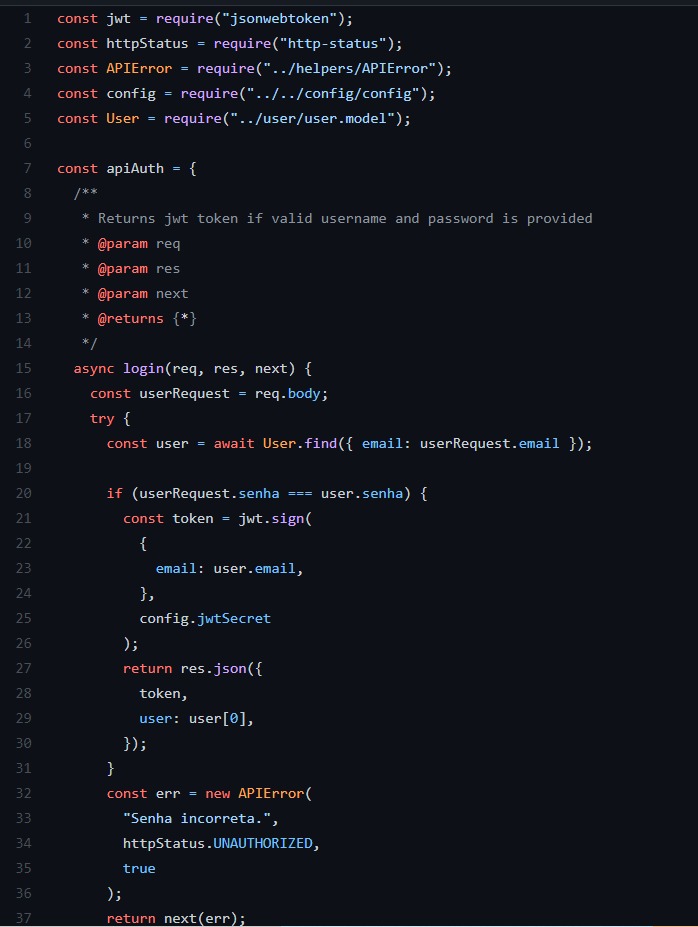 1 const jwt = require("jsonwebtoken");
2 const httpStatus = require("http-status");
3 const APIError = require("../helpers/APIError");
4 const config = require("../../config/config");
5 const User = require("../user/user.model");
6
7 const apiAuth = {
8   /**
9    * Returns jwt token if valid username and password is provided
10    * @param req
11    * @param res
12    * @param next
13    * @returns {*}
14    */
15   async login(req, res, next) {
16     const userRequest = req.body;
17     try {
18       const user = await User.find({ email: userRequest.email });
19
20       if (userRequest.senha === user.senha) {
21         const token = jwt.sign(
22           {
23             email: user.email,
24           },
25           config.jwtSecret
26         );
27         return res.json({
28           token,
29           user: user[0],
30         });
31       }
32       const err = new APIError(
33         "Senha incorreta.",
34         httpStatus.UNAUTHORIZED,
35         true
36       );
37       return next(err);